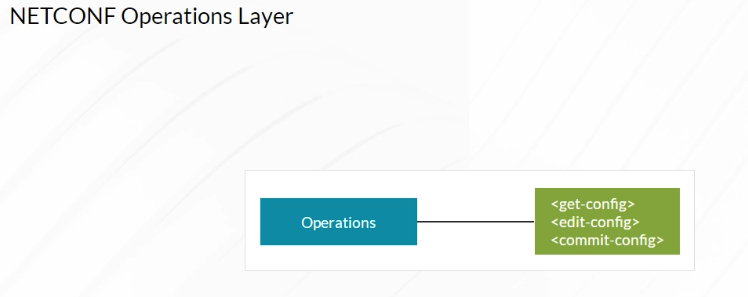 NETCONF Operations Layer
Operations
<get-config>
<edit-config>
<commit-config>